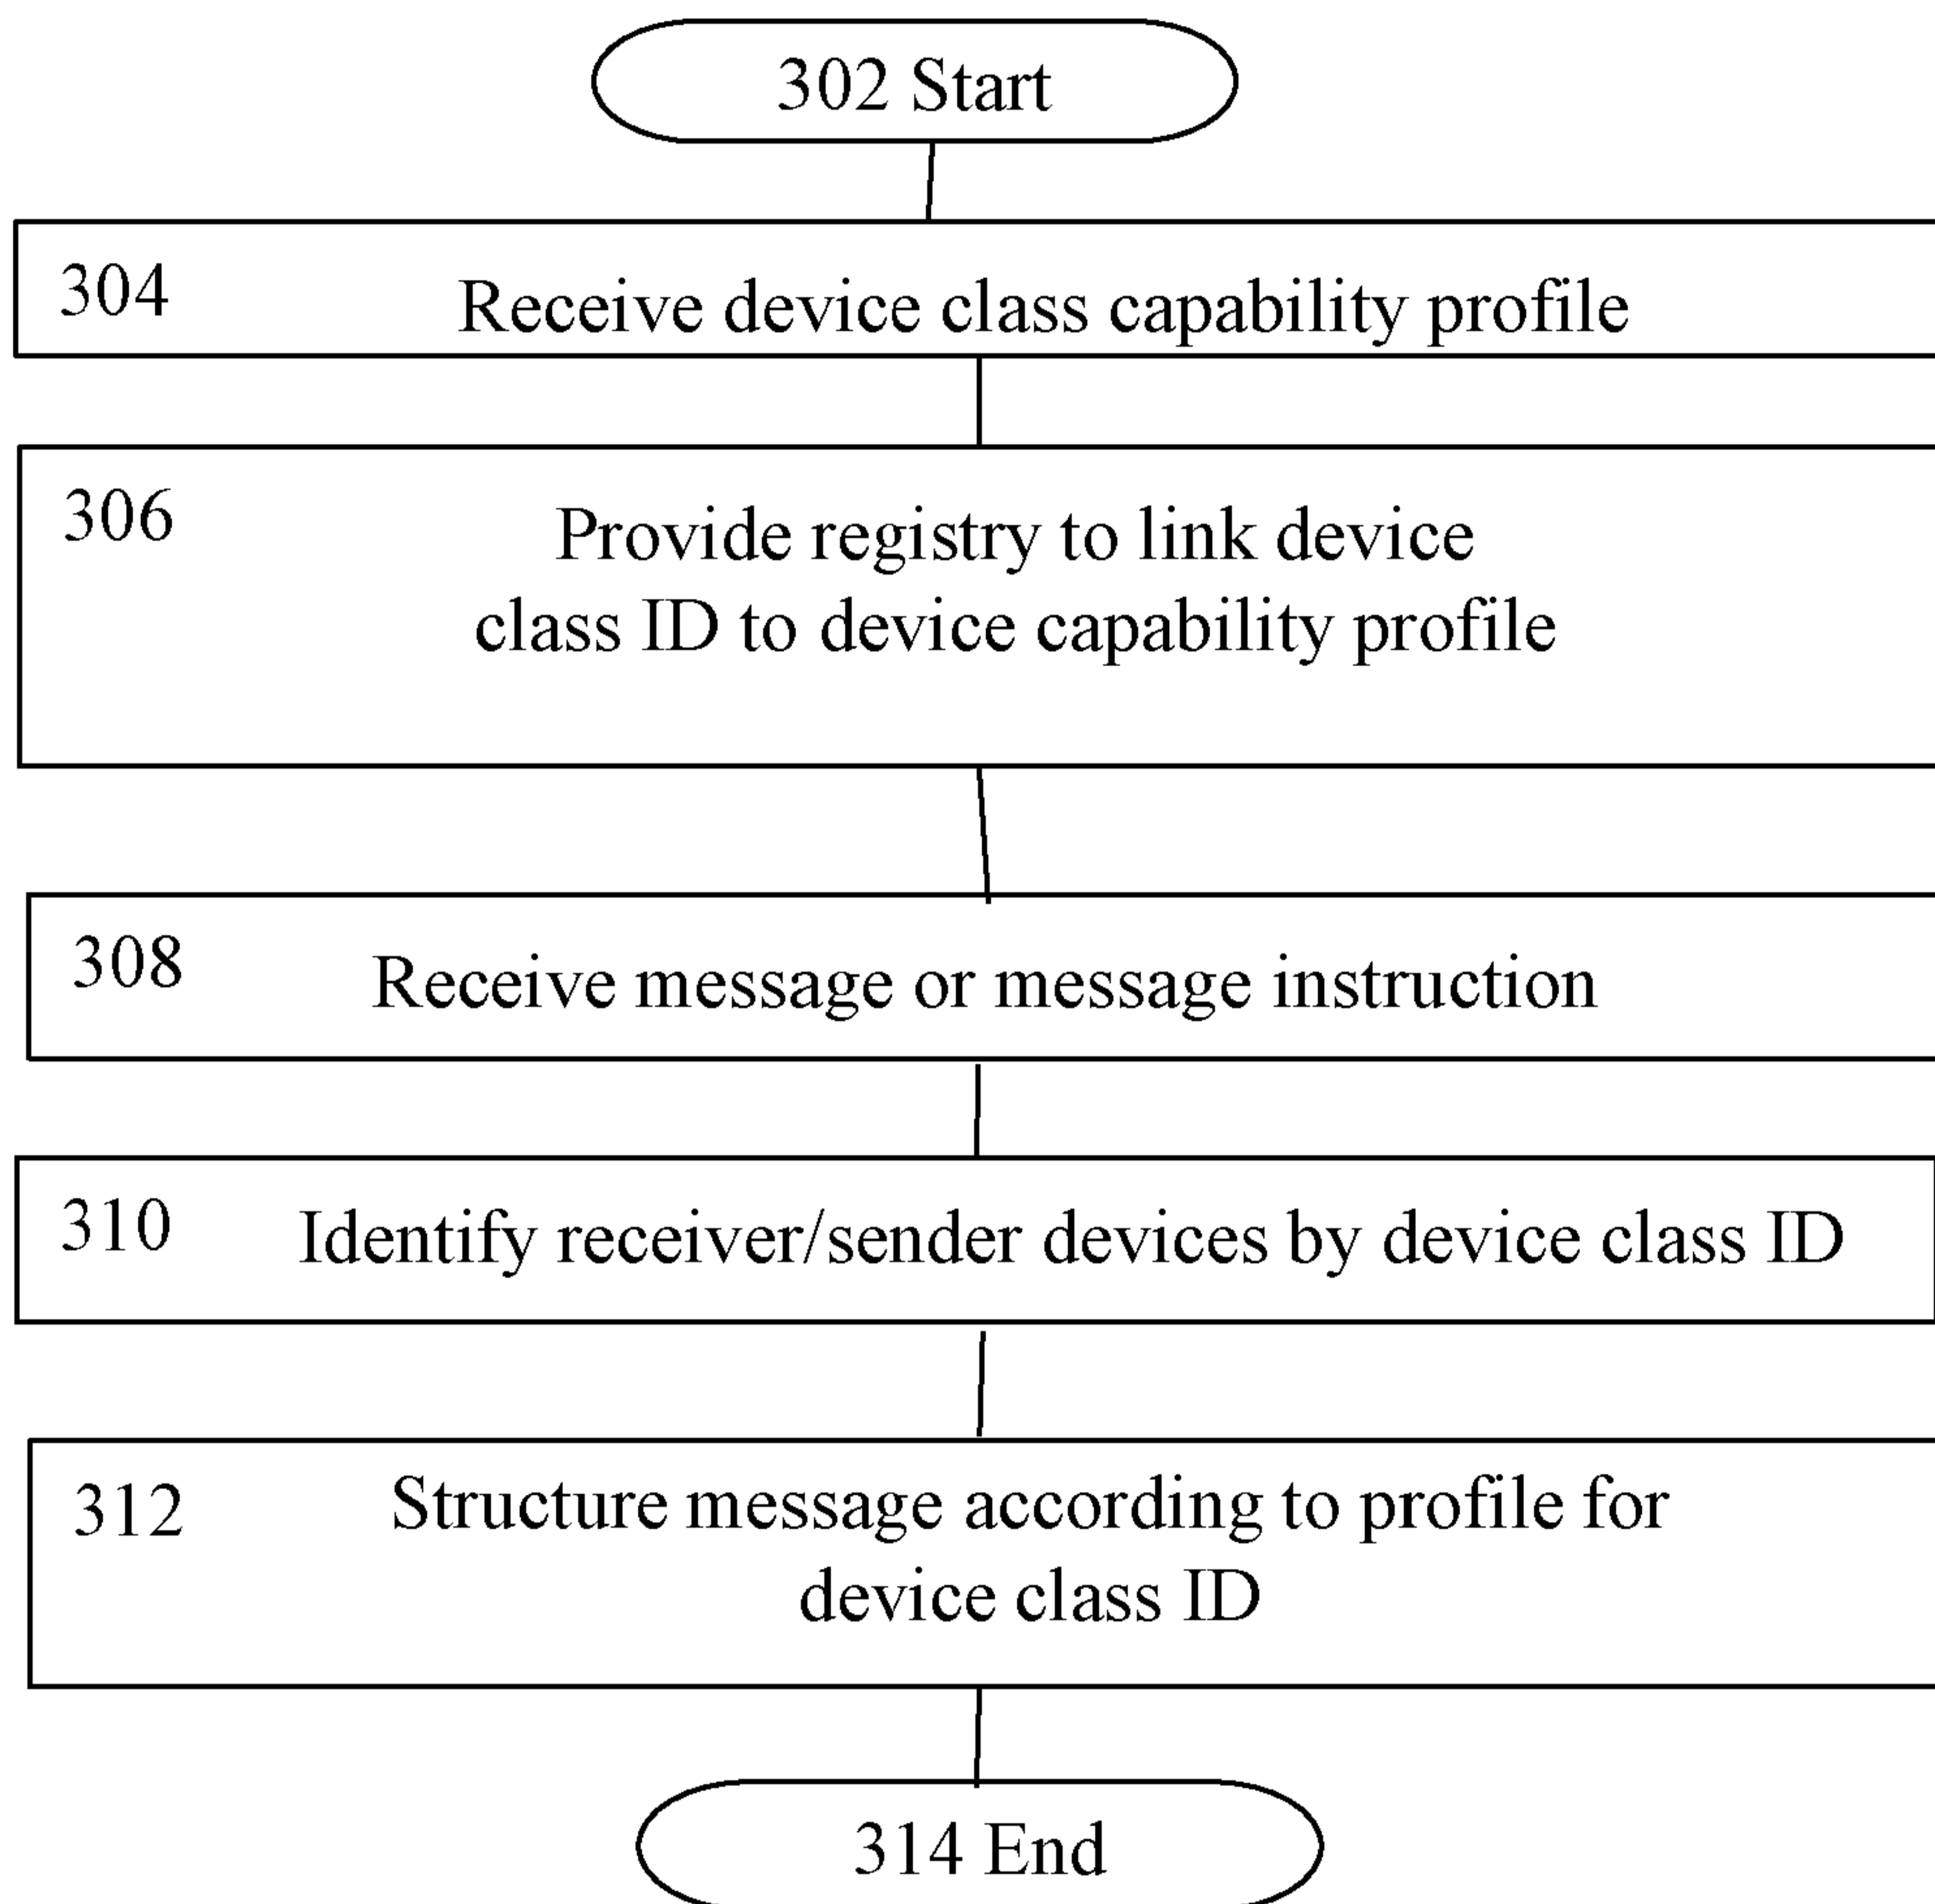 302 Start
304
Receive device class capability profile
306
Provide registry to link device
class ID to device capability profile
308
Receive message or message instruction
310
Identify receiver/sender devices by device class ID
312
Structure message according to profile for
device class ID
314 End